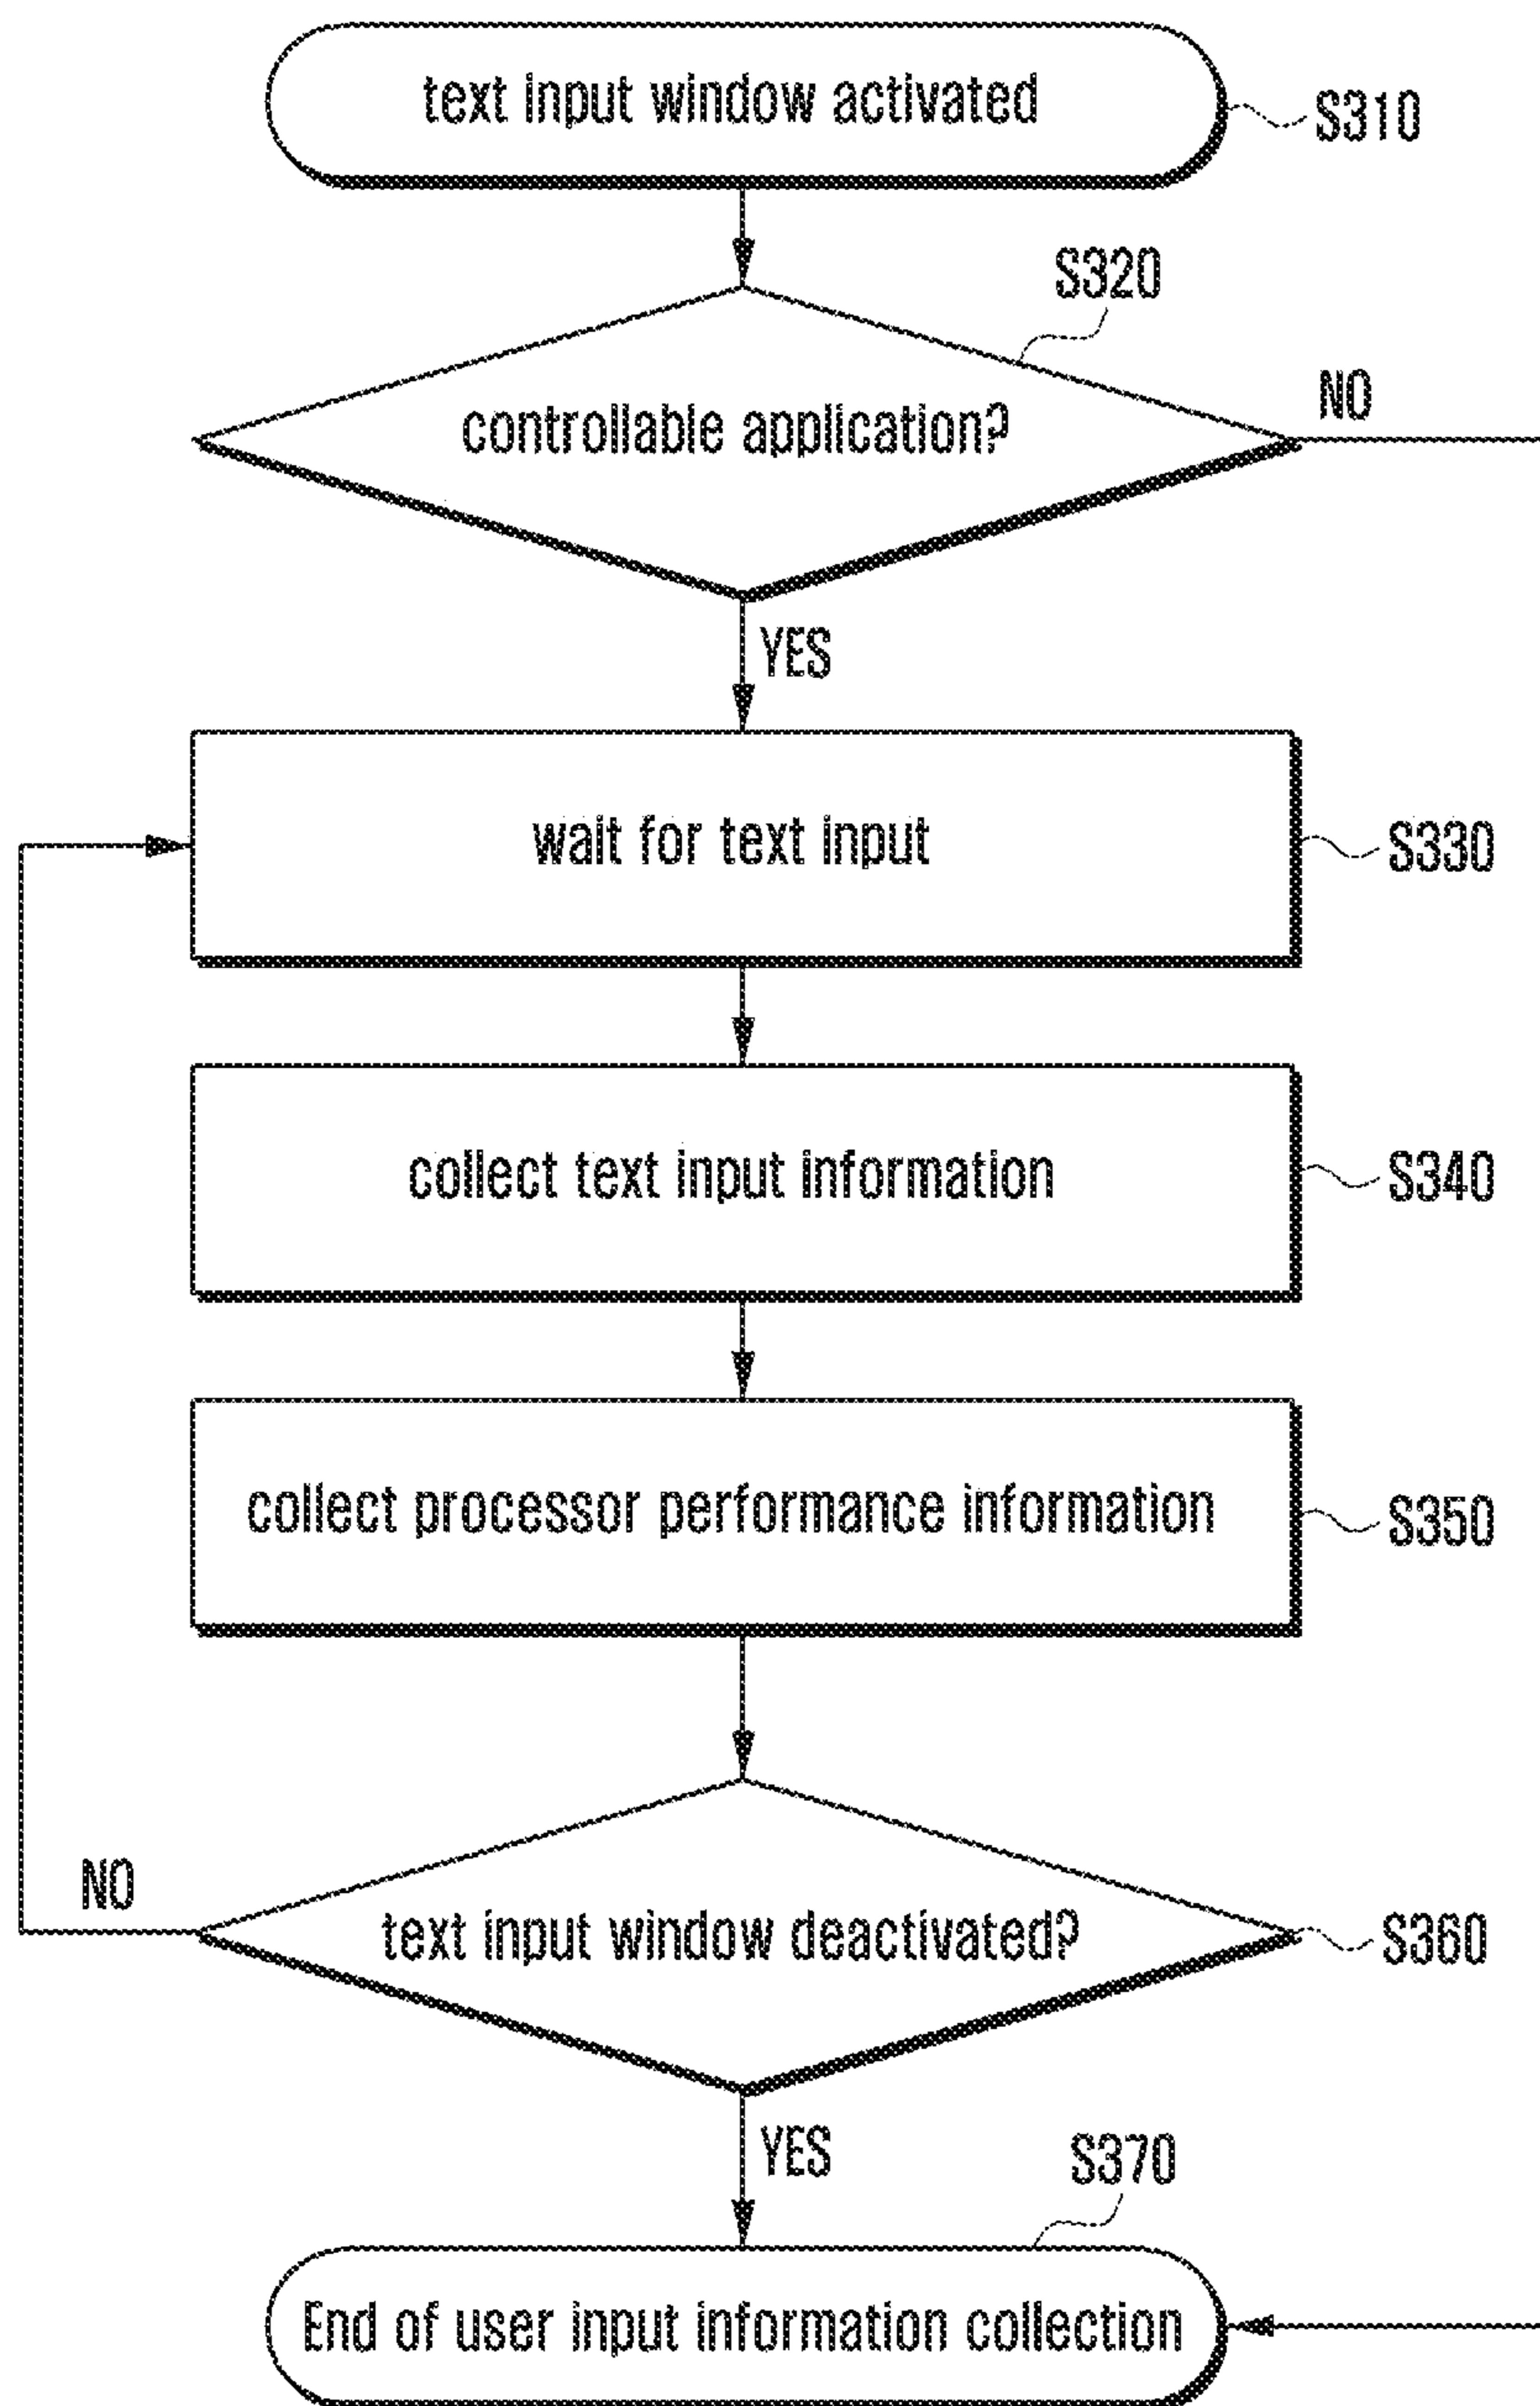 text input window activated
S310
S320
controllable application?
NO
YES
wait for text input
S330
collect text input information
S340
collect processor performance information
S350
NO
text input window deactivated?
S360
YES
S370
End of user input information collection